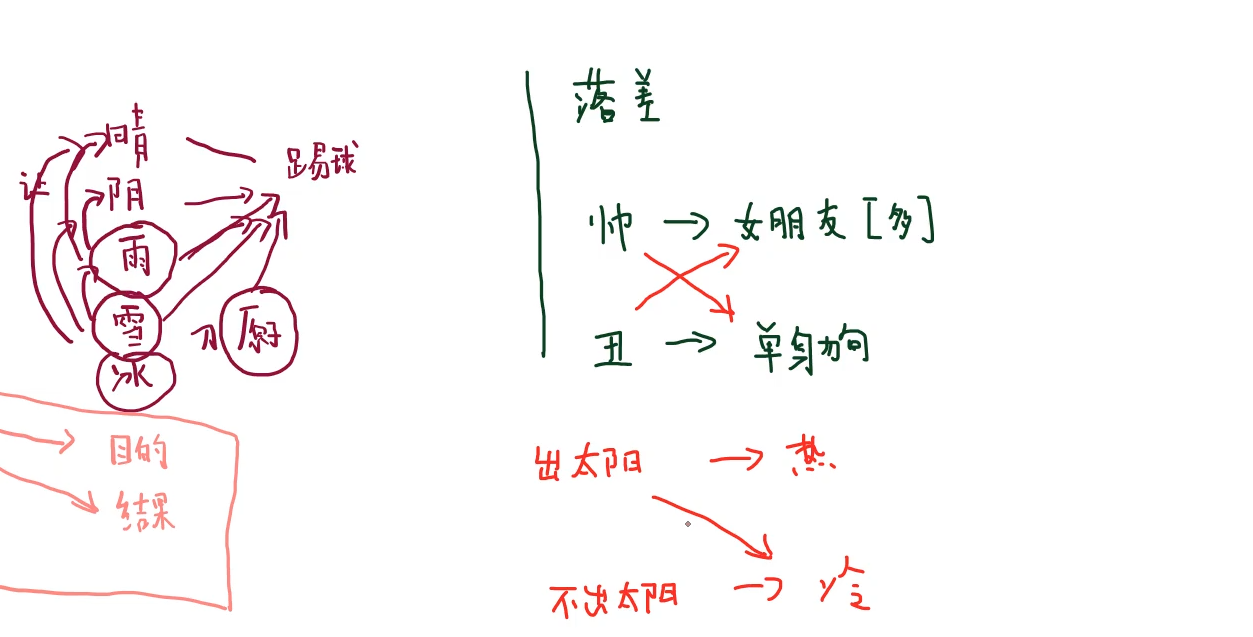 晴
踢球
让
阴
雨
雪
冰
目的
结果
落差
帅 → 女朋友 [多]
丑 → 单身狗
出太阳 → 热
不出太阳 → 冷